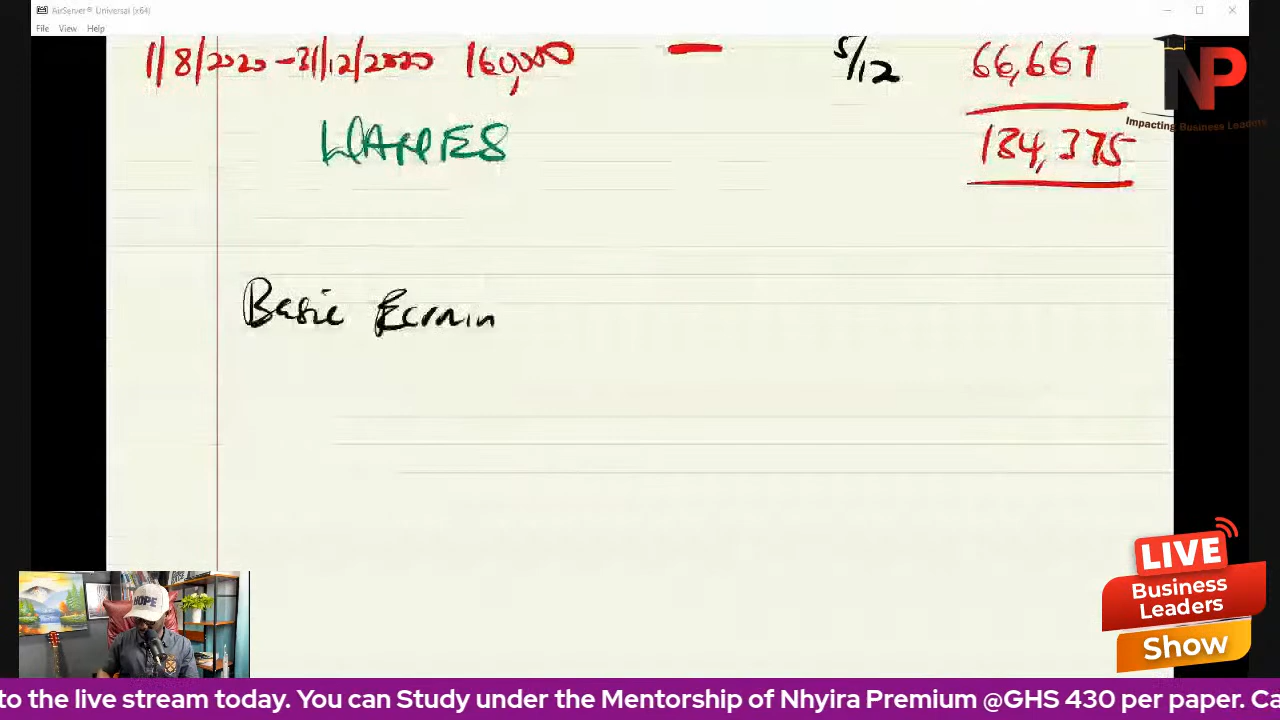 AirServer® Universal (x64)
File View Help
1/8/2020 - 31/12/2020 160,000 — 5/12 66,667
NP
Impacting Business Leaders
134,375
Basic Earnin
HOPE
LIVE
Business
Leaders
Show
to the live stream today. You can Study under the Mentorship of Nhyira Premium @GHS 430 per paper. Ca